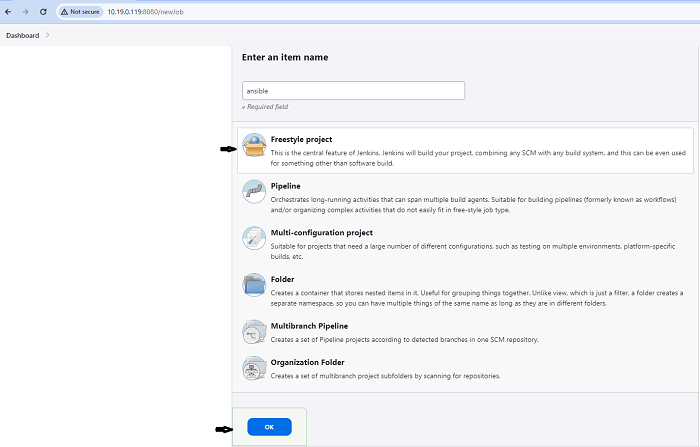 Not secure 10.19.0.119:8080/newJob
Dashboard
Enter an item name
ansible
» Required field
Freestyle project
This is the central feature of Jenkins. Jenkins will build your project, combining any SCM with any build system, and this can be even used
for something other than software build.
Pipeline
Orchestrates long-running activities that can span multiple build agents. Suitable for building pipelines (formerly known as workflows)
and/or organizing complex activities that do not easily fit in free-style job type.
Multi-configuration project
Suitable for projects that need a large number of different configurations, such as testing on multiple environments, platform-specific
builds, etc.
Folder
Creates a container that stores nested items in it. Useful for grouping things together. Unlike view, which is just a filter, a folder creates a
separate namespace, so you can have multiple things of the same name as long as they are in different folders.
Multibranch Pipeline
Creates a set of Pipeline projects according to detected branches in one SCM repository.
Organization Folder
Creates a set of multibranch project subfolders by scanning for repositories.
OK